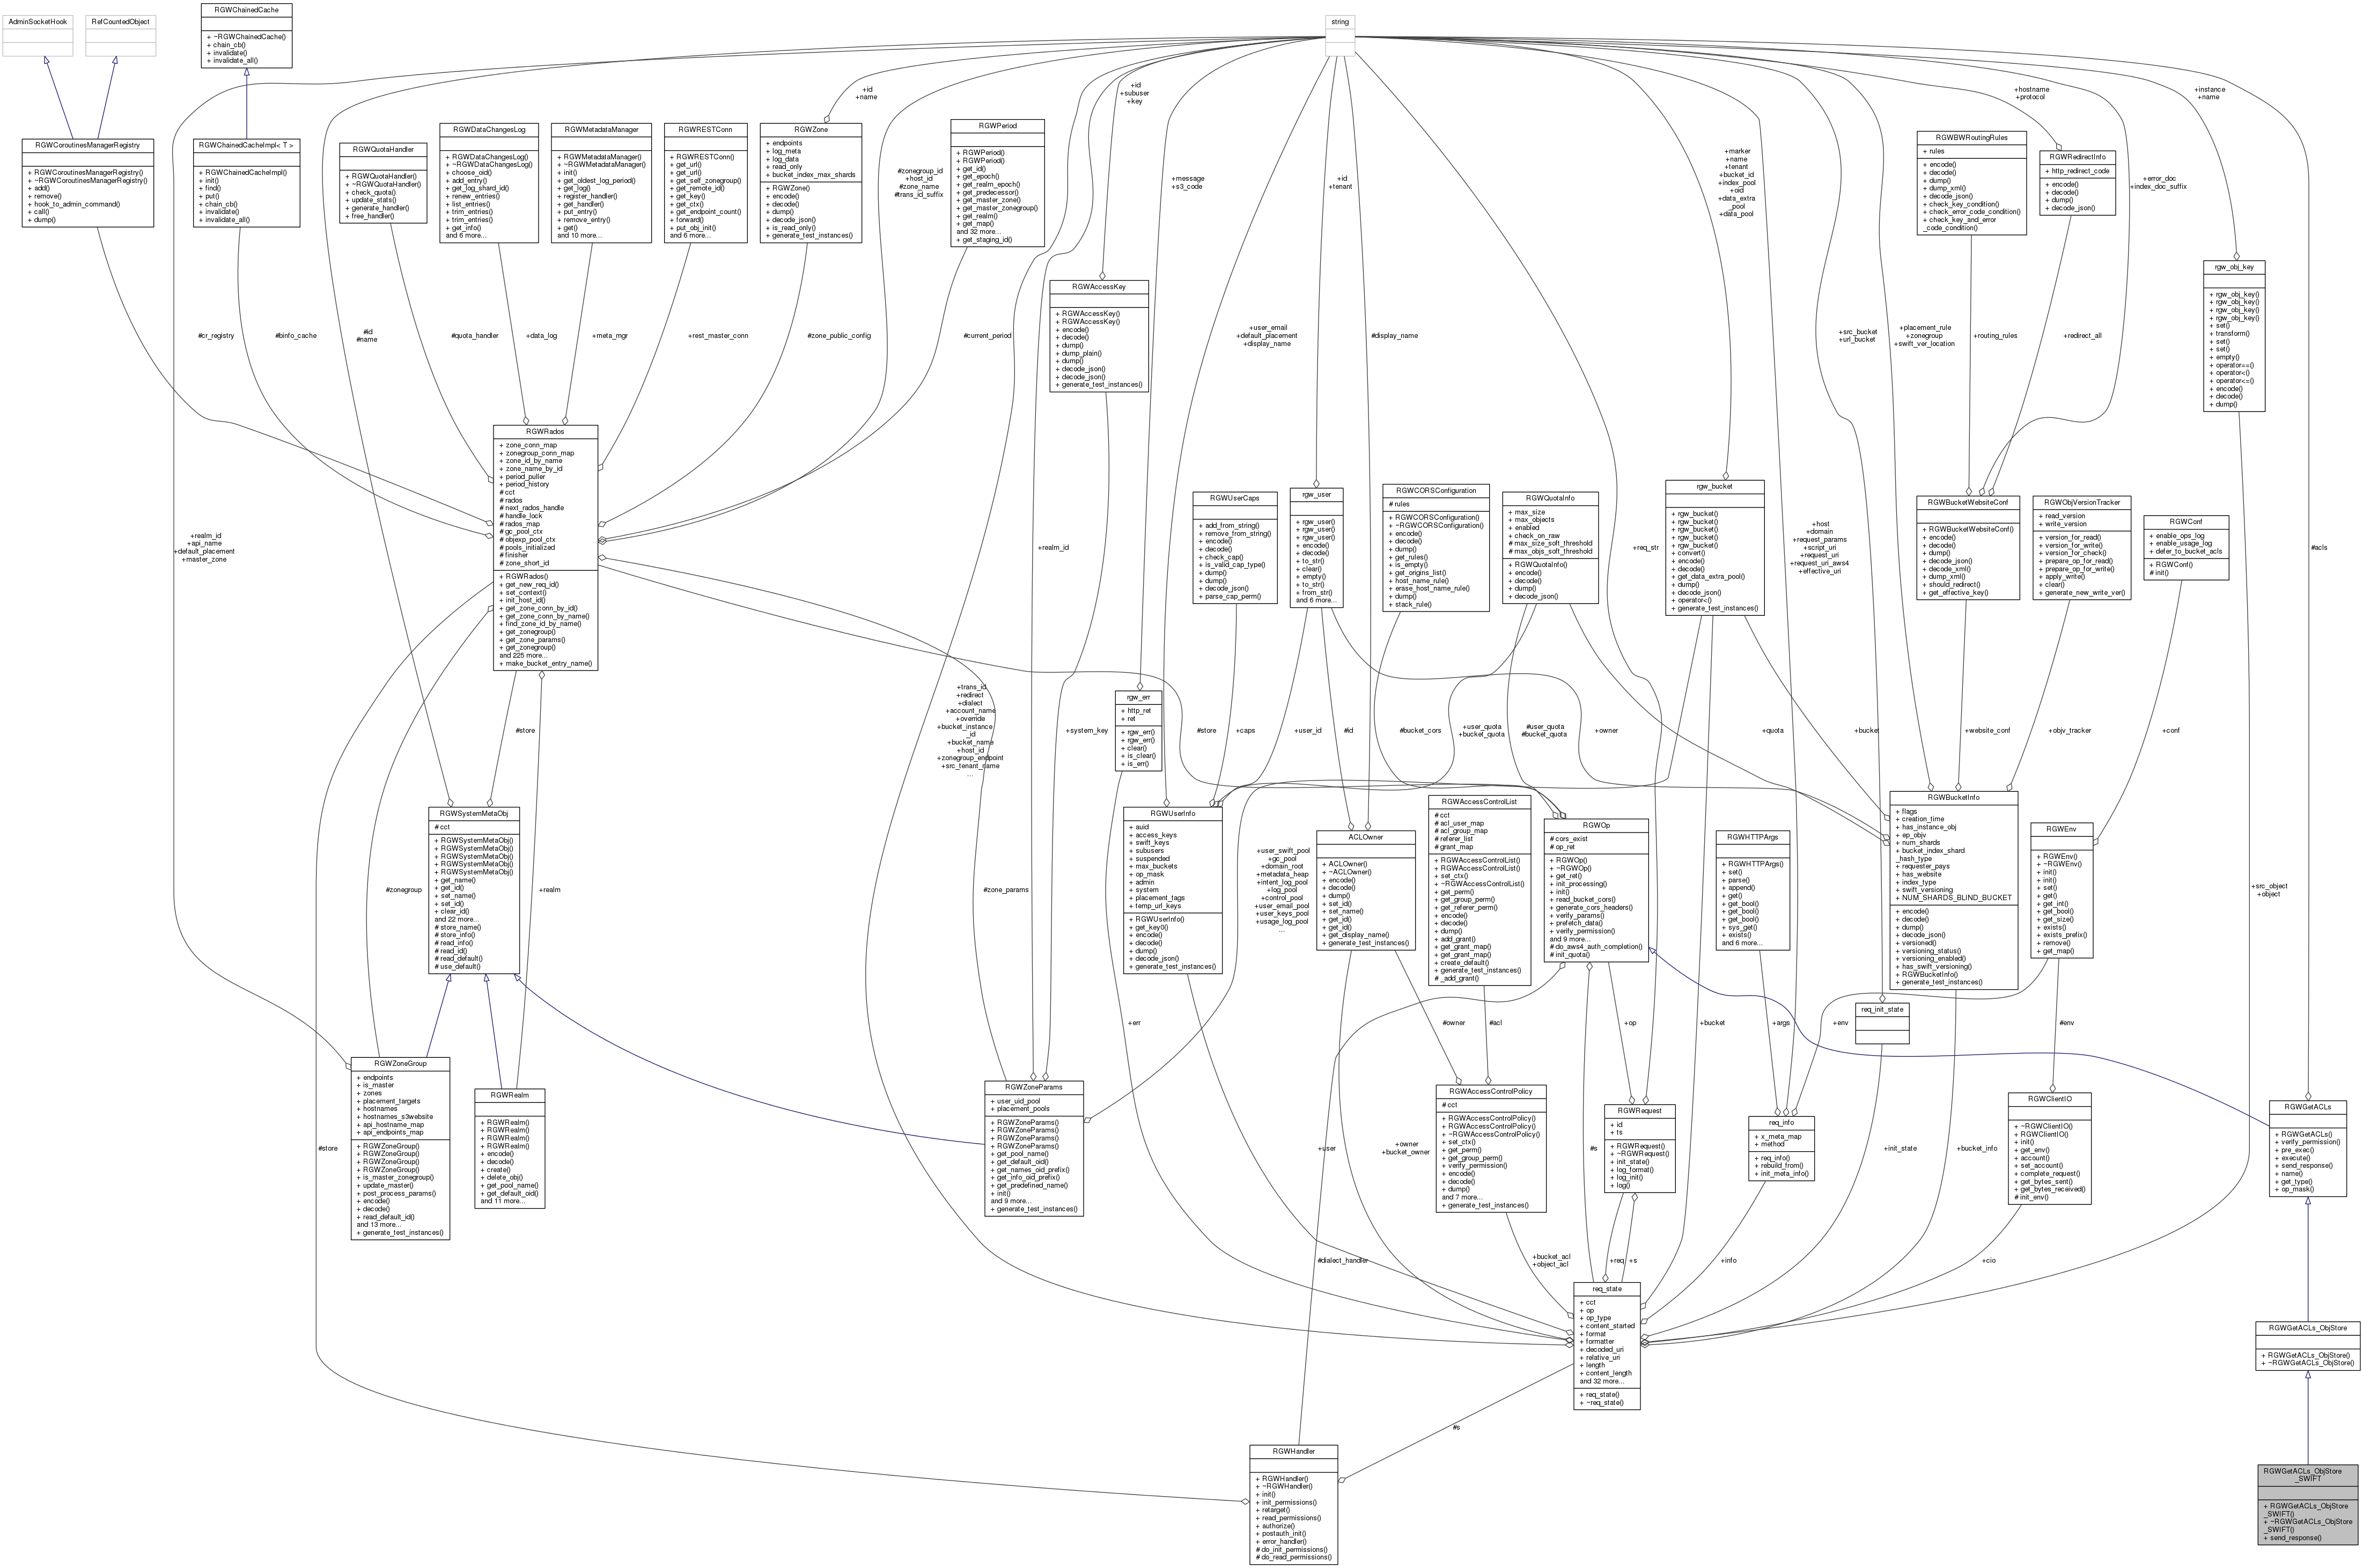 AdminSocketHook
RefCountedObject
RGWChainedCache
+ ~RGWChainedCache()
+ chain_cb()
+ invalidate()
+ invalidate_all()
string
RGWCoroutinesManagerRegistry
+ RGWCoroutinesManagerRegistry()
+ ~RGWCoroutinesManagerRegistry()
+ add()
+ remove()
+ hook_to_admin_command()
+ call()
+ dump()
RGWChainedCacheImpl< T >
+ RGWChainedCacheImpl()
+ init()
+ find()
+ put()
+ chain_cb()
+ invalidate()
+ invalidate_all()
RGWQuotaHandler
+ RGWQuotaHandler()
+ ~RGWQuotaHandler()
+ check_quota()
+ update_stats()
+ generate_handler()
+ free_handler()
RGWDataChangesLog
+ RGWDataChangesLog()
+ ~RGWDataChangesLog()
+ choose_oid()
+ add_entry()
+ get_log_shard_id()
+ renew_entries()
+ list_entries()
+ trim_entries()
+ trim_entries()
+ get_info()
and 6 more...
RGWMetadataManager
+ RGWMetadataManager()
+ ~RGWMetadataManager()
+ init()
+ get_oldest_log_period()
+ get_log()
+ register_handler()
+ get_handler()
+ put_entry()
+ remove_entry()
+ get()
and 10 more...
RGWRESTConn
+ RGWRESTConn()
+ get_url()
+ get_url()
+ get_self_zonegroup()
+ get_remote_id()
+ get_key()
+ get_ctx()
+ get_endpoint_count()
+ forward()
+ put_obj_init()
and 6 more...
RGWZone
+ endpoints
+ log_meta
+ log_data
+ read_only
+ bucket_index_max_shards
+ RGWZone()
+ encode()
+ decode()
+ dump()
+ decode_json()
+ is_read_only()
+ generate_test_instances()
RGWPeriod
+ RGWPeriod()
+ RGWPeriod()
+ get_id()
+ get_epoch()
+ get_realm_epoch()
+ get_predecessor()
+ get_master_zone()
+ get_master_zonegroup()
+ get_realm()
+ get_map()
and 32 more...
+ get_staging_id()
+id
+name
#zonegroup_id
+host_id
#zone_name
#trans_id_suffix
+id
+subuser
+key
+message
+s3_code
+id
+tenant
+marker
+name
+tenant
+bucket_id
+index_pool
+oid
+data_extra
_pool
+data_pool
+hostname
+protocol
+instance
+name
+error_doc
+index_doc_suffix
RGWBWRoutingRules
+ rules
+ encode()
+ decode()
+ dump()
+ dump_xml()
+ decode_json()
+ check_key_condition()
+ check_error_code_condition()
+ check_key_and_error
_code_condition()
RGWRedirectInfo
+ http_redirect_code
+ encode()
+ decode()
+ dump()
+ decode_json()
rgw_obj_key
+ rgw_obj_key()
+ rgw_obj_key()
+ rgw_obj_key()
+ rgw_obj_key()
+ set()
+ transform()
+ set()
+ set()
+ empty()
+ operator==()
+ operator<()
+ operator<=()
+ encode()
+ decode()
+ dump()
RGWAccessKey
+ RGWAccessKey()
+ RGWAccessKey()
+ encode()
+ decode()
+ dump()
+ dump_plain()
+ dump()
+ decode_json()
+ decode_json()
+ generate_test_instances()
#cr_registry
#binfo_cache
#id
#name
#quota_handler
+data_log
+meta_mgr
+rest_master_conn
#zone_public_config
#current_period
+user_email
+default_placement
+display_name
#display_name
+src_bucket
+url_bucket
+placement_rule
+zonegroup
+swift_ver_location
+routing_rules
+redirect_all
RGWRados
+ zone_conn_map
+ zonegroup_conn_map
+ zone_id_by_name
+ zone_name_by_id
+ period_puller
+ period_history
# cct
# rados
# next_rados_handle
# handle_lock
# rados_map
# gc_pool_ctx
# objexp_pool_ctx
# pools_initialized
# finisher
# zone_short_id
+ RGWRados()
+ get_new_req_id()
+ set_context()
+ init_host_id()
+ get_zone_conn_by_id()
+ get_zone_conn_by_name()
+ find_zone_id_by_name()
+ get_zonegroup()
+ get_zone_params()
+ get_zonegroup()
and 225 more...
+ make_bucket_entry_name()
+realm_id
+api_name
+default_placement
+master_zone
+realm_id
RGWUserCaps
+ add_from_string()
+ remove_from_string()
+ encode()
+ decode()
+ check_cap()
+ is_valid_cap_type()
+ dump()
+ dump()
+ decode_json()
+ parse_cap_perm()
rgw_user
+ rgw_user()
+ rgw_user()
+ rgw_user()
+ encode()
+ decode()
+ to_str()
+ clear()
+ empty()
+ to_str()
+ from_str()
and 6 more...
RGWCORSConfiguration
# rules
+ RGWCORSConfiguration()
+ ~RGWCORSConfiguration()
+ encode()
+ decode()
+ dump()
+ get_rules()
+ is_empty()
+ get_origins_list()
+ host_name_rule()
+ erase_host_name_rule()
+ dump()
+ stack_rule()
RGWQuotaInfo
+ max_size
+ max_objects
+ enabled
+ check_on_raw
# max_size_soft_threshold
# max_objs_soft_threshold
+ RGWQuotaInfo()
+ encode()
+ decode()
+ dump()
+ decode_json()
+req_str
rgw_bucket
+ rgw_bucket()
+ rgw_bucket()
+ rgw_bucket()
+ rgw_bucket()
+ rgw_bucket()
+ convert()
+ encode()
+ decode()
+ get_data_extra_pool()
+ dump()
+ decode_json()
+ operator<()
+ generate_test_instances()
+host
+domain
+request_params
+script_uri
+request_uri
+request_uri_aws4
+effective_uri
RGWBucketWebsiteConf
+ RGWBucketWebsiteConf()
+ encode()
+ decode()
+ dump()
+ decode_json()
+ decode_xml()
+ dump_xml()
+ should_redirect()
+ get_effective_key()
RGWObjVersionTracker
+ read_version
+ write_version
+ version_for_read()
+ version_for_write()
+ version_for_check()
+ prepare_op_for_read()
+ prepare_op_for_write()
+ apply_write()
+ clear()
+ generate_new_write_ver()
RGWConf
+ enable_ops_log
+ enable_usage_log
+ defer_to_bucket_acls
+ RGWConf()
# init()
#acls
+trans_id
+redirect
+dialect
+account_name
+override
+bucket_instance
_id
+bucket_name
+host_id
+zonegroup_endpoint
+src_tenant_name
...
rgw_err
+ http_ret
+ ret
+ rgw_err()
+ rgw_err()
+ clear()
+ is_clear()
+ is_err()
#store
+system_key
#store
+caps
+user_id
#id
#bucket_cors
+user_quota
+bucket_quota
#user_quota
#bucket_quota
+owner
+quota
+bucket
+website_conf
+objv_tracker
+conf
RGWSystemMetaObj
# cct
+ RGWSystemMetaObj()
+ RGWSystemMetaObj()
+ RGWSystemMetaObj()
+ RGWSystemMetaObj()
+ RGWSystemMetaObj()
+ get_name()
+ get_id()
+ set_name()
+ set_id()
+ clear_id()
and 22 more...
# store_name()
# store_info()
# read_info()
# read_id()
# read_default()
# use_default()
#zonegroup
+realm
#zone_params
RGWUserInfo
+ auid
+ access_keys
+ swift_keys
+ subusers
+ suspended
+ max_buckets
+ op_mask
+ admin
+ system
+ placement_tags
+ temp_url_keys
+ RGWUserInfo()
+ get_key0()
+ encode()
+ decode()
+ dump()
+ decode_json()
+ generate_test_instances()
+user_swift_pool
+gc_pool
+domain_root
+metadata_heap
+intent_log_pool
+log_pool
+control_pool
+user_email_pool
+user_keys_pool
+usage_log_pool
...
ACLOwner
+ ACLOwner()
+ ~ACLOwner()
+ encode()
+ decode()
+ dump()
+ set_id()
+ set_name()
+ get_id()
+ get_id()
+ get_display_name()
+ generate_test_instances()
RGWAccessControlList
# cct
# acl_user_map
# acl_group_map
# referer_list
# grant_map
+ RGWAccessControlList()
+ RGWAccessControlList()
+ set_ctx()
+ ~RGWAccessControlList()
+ get_perm()
+ get_group_perm()
+ get_referer_perm()
+ encode()
+ decode()
+ dump()
+ add_grant()
+ get_grant_map()
+ get_grant_map()
+ create_default()
+ generate_test_instances()
# _add_grant()
RGWOp
# cors_exist
# op_ret
+ RGWOp()
+ ~RGWOp()
+ get_ret()
+ init_processing()
+ init()
+ read_bucket_cors()
+ generate_cors_headers()
+ verify_params()
+ prefetch_data()
+ verify_permission()
and 9 more...
# do_aws4_auth_completion()
# init_quota()
RGWHTTPArgs
+ RGWHTTPArgs()
+ set()
+ parse()
+ append()
+ get()
+ get_bool()
+ get_bool()
+ get_bool()
+ sys_get()
+ exists()
and 6 more...
RGWBucketInfo
+ flags
+ creation_time
+ has_instance_obj
+ ep_objv
+ num_shards
+ bucket_index_shard
_hash_type
+ requester_pays
+ has_website
+ index_type
+ swift_versioning
+ NUM_SHARDS_BLIND_BUCKET
+ encode()
+ decode()
+ dump()
+ decode_json()
+ versioned()
+ versioning_status()
+ versioning_enabled()
+ has_swift_versioning()
+ RGWBucketInfo()
+ generate_test_instances()
RGWEnv
+ RGWEnv()
+ ~RGWEnv()
+ init()
+ init()
+ set()
+ get()
+ get_int()
+ get_bool()
+ get_size()
+ exists()
+ exists_prefix()
+ remove()
+ get_map()
+src_object
+object
req_init_state
+err
#owner
#acl
+op
+bucket
+args
+env
#env
RGWZoneGroup
+ endpoints
+ is_master
+ zones
+ placement_targets
+ hostnames
+ hostnames_s3website
+ api_hostname_map
+ api_endpoints_map
+ RGWZoneGroup()
+ RGWZoneGroup()
+ RGWZoneGroup()
+ RGWZoneGroup()
+ is_master_zonegroup()
+ update_master()
+ post_process_params()
+ encode()
+ decode()
+ read_default_id()
and 13 more...
+ generate_test_instances()
RGWRealm
+ RGWRealm()
+ RGWRealm()
+ RGWRealm()
+ RGWRealm()
+ encode()
+ decode()
+ create()
+ delete_obj()
+ get_pool_name()
+ get_default_oid()
and 11 more...
RGWZoneParams
+ user_uid_pool
+ placement_pools
+ RGWZoneParams()
+ RGWZoneParams()
+ RGWZoneParams()
+ RGWZoneParams()
+ get_pool_name()
+ get_default_oid()
+ get_names_oid_prefix()
+ get_info_oid_prefix()
+ get_predefined_name()
+ init()
and 9 more...
+ generate_test_instances()
RGWAccessControlPolicy
# cct
+ RGWAccessControlPolicy()
+ RGWAccessControlPolicy()
+ ~RGWAccessControlPolicy()
+ set_ctx()
+ get_perm()
+ get_group_perm()
+ verify_permission()
+ encode()
+ decode()
+ dump()
and 7 more...
+ generate_test_instances()
RGWRequest
+ id
+ ts
+ RGWRequest()
+ ~RGWRequest()
+ init_state()
+ log_format()
+ log_init()
+ log()
req_info
+ x_meta_map
+ method
+ req_info()
+ rebuild_from()
+ init_meta_info()
RGWClientIO
+ ~RGWClientIO()
+ RGWClientIO()
+ init()
+ get_env()
+ account()
+ set_account()
+ complete_request()
+ get_bytes_sent()
+ get_bytes_received()
# init_env()
RGWGetACLs
+ RGWGetACLs()
+ verify_permission()
+ pre_exec()
+ execute()
+ send_response()
+ name()
+ get_type()
+ op_mask()
#store
+user
+owner
+bucket_owner
#s
+init_state
+bucket_info
#dialect_handler
+bucket_acl
+object_acl
+req
+s
+info
+cio
req_state
+ cct
+ op
+ op_type
+ content_started
+ format
+ formatter
+ decoded_uri
+ relative_uri
+ length
+ content_length
and 32 more...
+ req_state()
+ ~req_state()
RGWGetACLs_ObjStore
+ RGWGetACLs_ObjStore()
+ ~RGWGetACLs_ObjStore()
#s
RGWHandler
+ RGWHandler()
+ ~RGWHandler()
+ init()
+ init_permissions()
+ retarget()
+ read_permissions()
+ authorize()
+ postauth_init()
+ error_handler()
# do_init_permissions()
# do_read_permissions()
RGWGetACLs_ObjStore
_SWIFT
+ RGWGetACLs_ObjStore
_SWIFT()
+ ~RGWGetACLs_ObjStore
_SWIFT()
+ send_response()